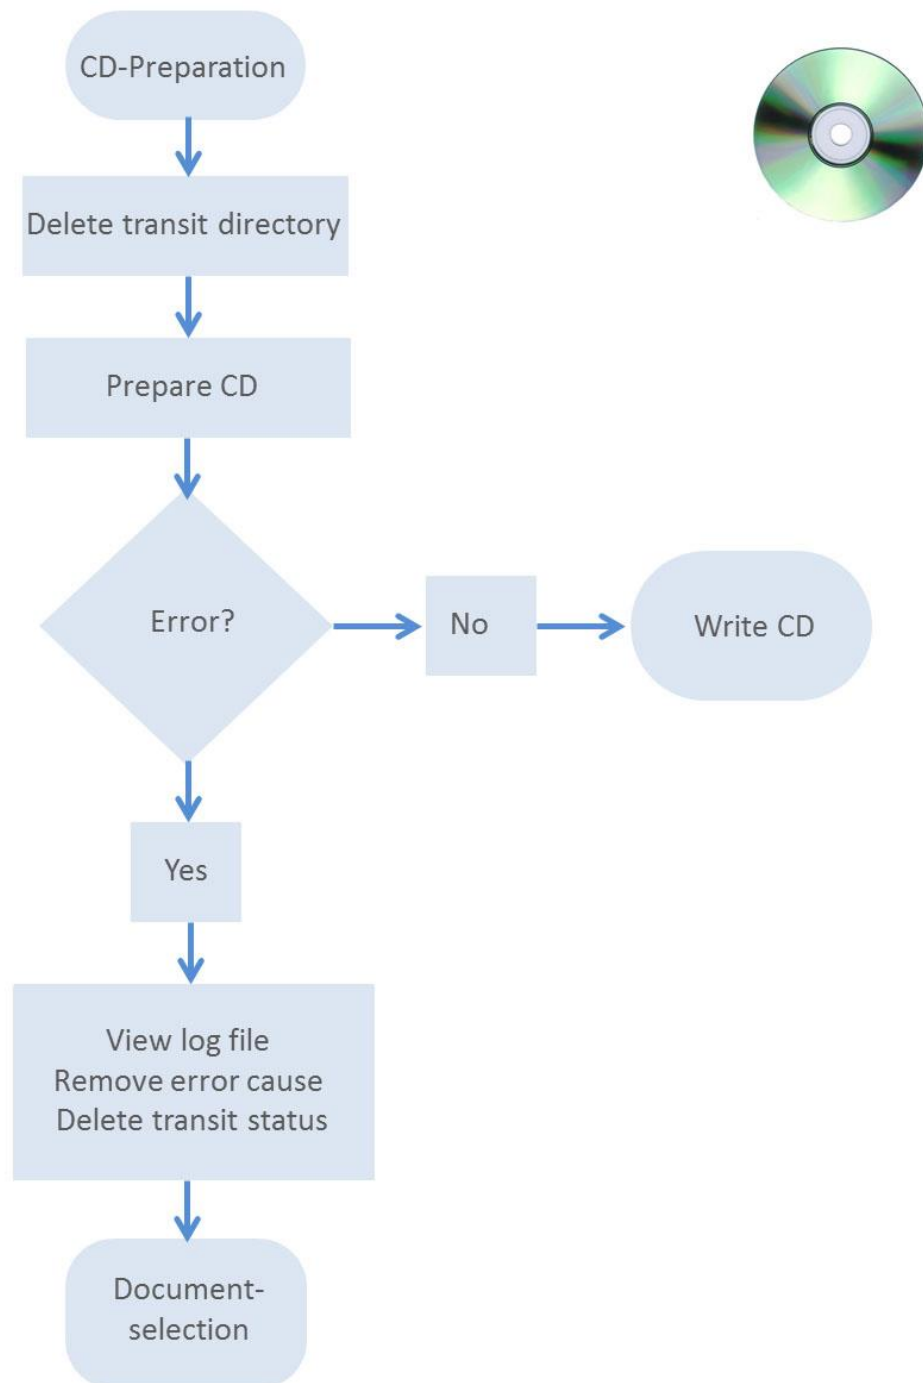 CD-Preparation
Delete transit directory
Prepare CD
Error?
No
Write CD
Yes
View log file
Remove error cause
Delete transit status
Document-
selection